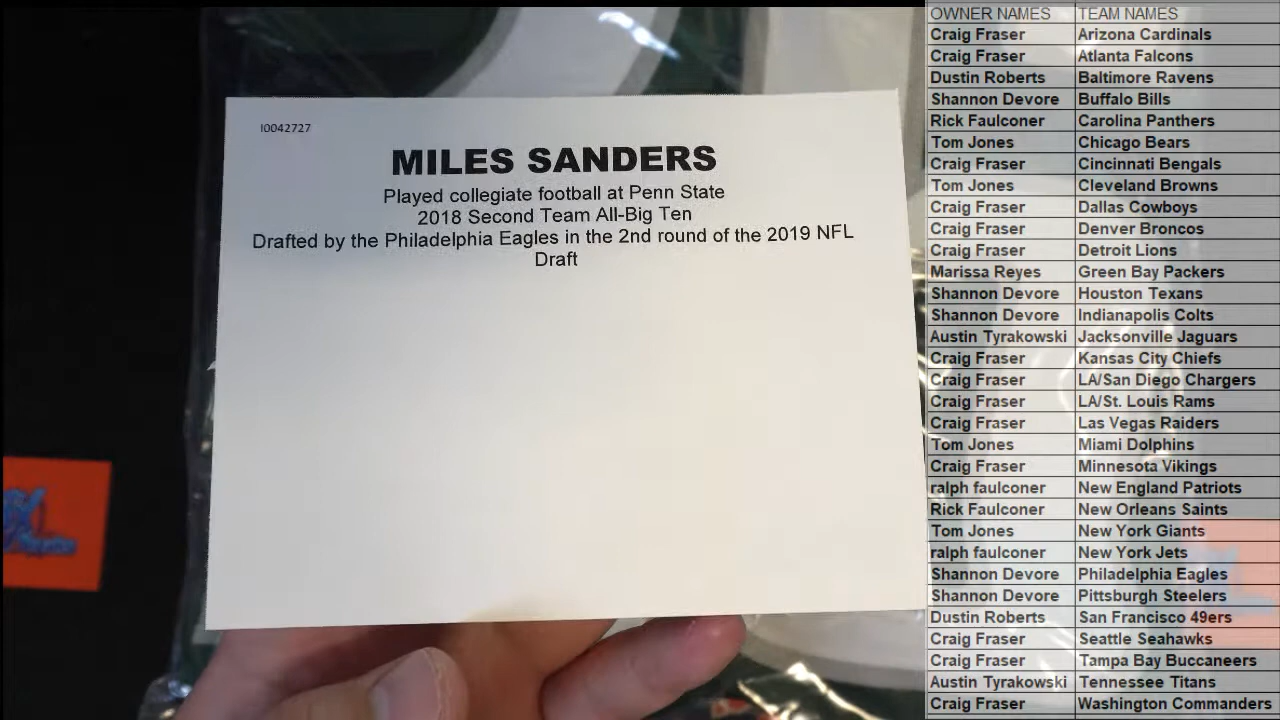 I0042727
MILES SANDERS
Played collegiate football at Penn State
2018 Second Team All-Big Ten
Drafted by the Philadelphia Eagles in the 2nd round of the 2019 NFL
Draft
OWNER NAMES TEAM NAMES
Craig Fraser Arizona Cardinals
Craig Fraser Atlanta Falcons
Dustin Roberts Baltimore Ravens
Shannon Devore Buffalo Bills
Rick Faulconer Carolina Panthers
Tom Jones Chicago Bears
Craig Fraser Cincinnati Bengals
Tom Jones Cleveland Browns
Craig Fraser Dallas Cowboys
Craig Fraser Denver Broncos
Craig Fraser Detroit Lions
Marissa Reyes Green Bay Packers
Shannon Devore Houston Texans
Shannon Devore Indianapolis Colts
Austin Tyrakowski Jacksonville Jaguars
Craig Fraser Kansas City Chiefs
Craig Fraser LA/San Diego Chargers
Craig Fraser LA/St. Louis Rams
Craig Fraser Las Vegas Raiders
Tom Jones Miami Dolphins
Craig Fraser Minnesota Vikings
ralph faulconer New England Patriots
Rick Faulconer New Orleans Saints
Tom Jones New York Giants
ralph faulconer New York Jets
Shannon Devore Philadelphia Eagles
Shannon Devore Pittsburgh Steelers
Dustin Roberts San Francisco 49ers
Craig Fraser Seattle Seahawks
Craig Fraser Tampa Bay Buccaneers
Austin Tyrakowski Tennessee Titans
Craig Fraser Washington Commanders